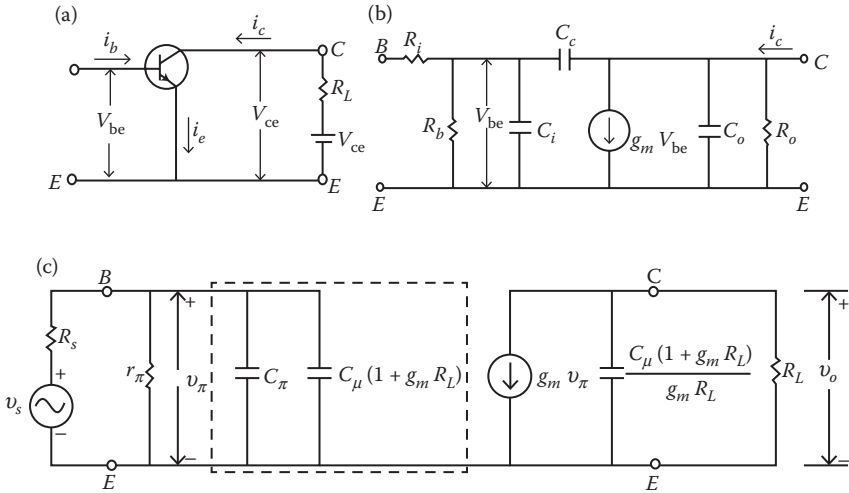 (a)
i_b
i_c
C
R_L
V_be
V_ce
i_e
V_ce
E
E
(b)
B
R_i
C_c
i_c
C
R_b
V_be
C_i
g_m V_be
C_o
R_o
E
E
(c)
B
C
R_s
+
υ_s
−
r_π
+
υ_π
−
C_π
C_μ (1 + g_m R_L)
g_m υ_π
C_μ (1 + g_m R_L)
g_m R_L
R_L
+
υ_o
−
E
E